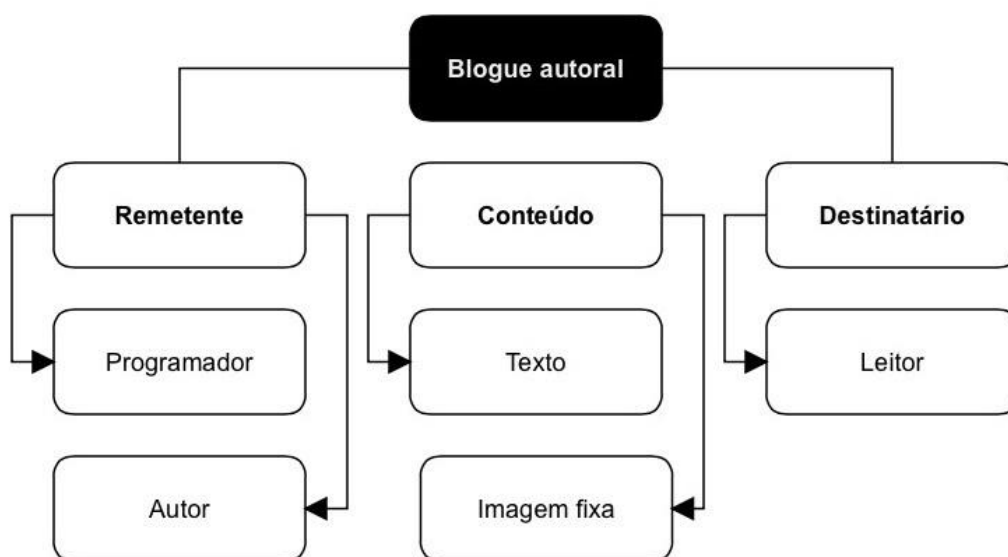 Blogue autoral
Remetente
Conteúdo
Destinatário
Programador
Texto
Leitor
Autor
Imagem fixa